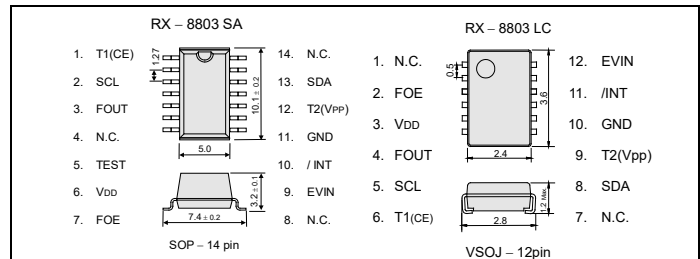 RX – 8803 SA
1. T1(CE)
2. SCL
3. FOUT
4. N.C.
5. TEST
6. VDD
7. FOE
14. N.C.
13. SDA
12. T2(VPP)
11. GND
10. / INT
9. EVIN
8. N.C.
1.27
10.1 ± 0.2
5.0
3.2 ± 0.1
7.4 ± 0.2
SOP – 14 pin
RX – 8803 LC
1. N.C.
2. FOE
3. VDD
4. FOUT
5. SCL
6. T1(CE)
12. EVIN
11. /INT
10. GND
9. T2(Vpp)
8. SDA
7. N.C.
0.5
3.6
2.4
1.2 Max.
2.8
VSOJ – 12pin